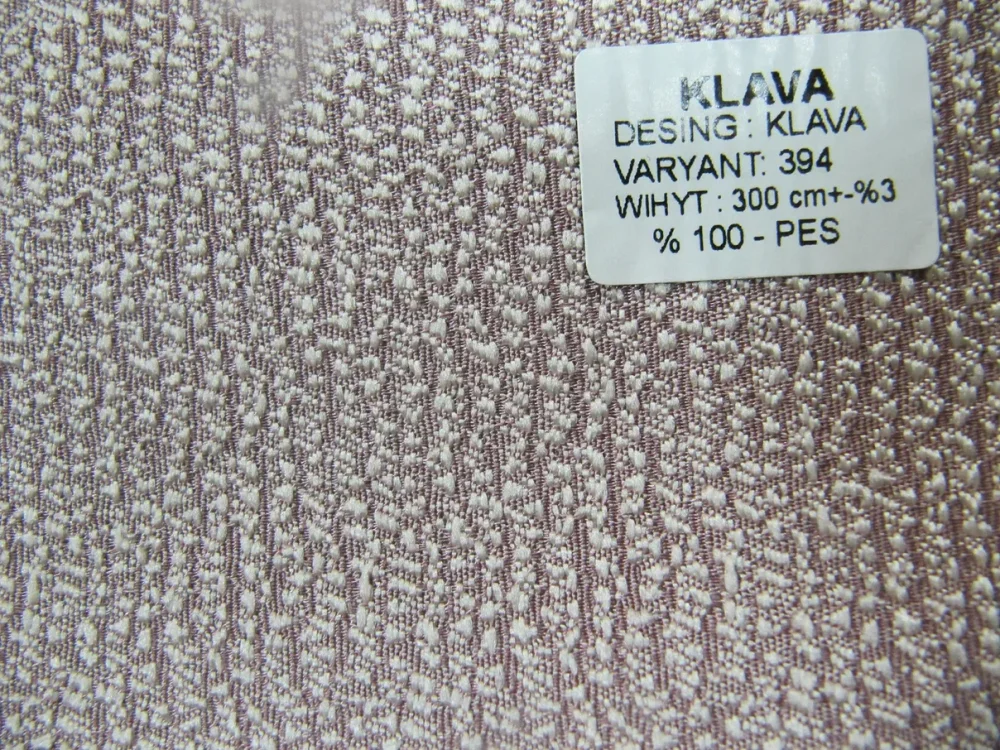 KLAVA
DESING : KLAVA
VARYANT: 394
WIHYT : 300 cm+-%3
% 100 - PES